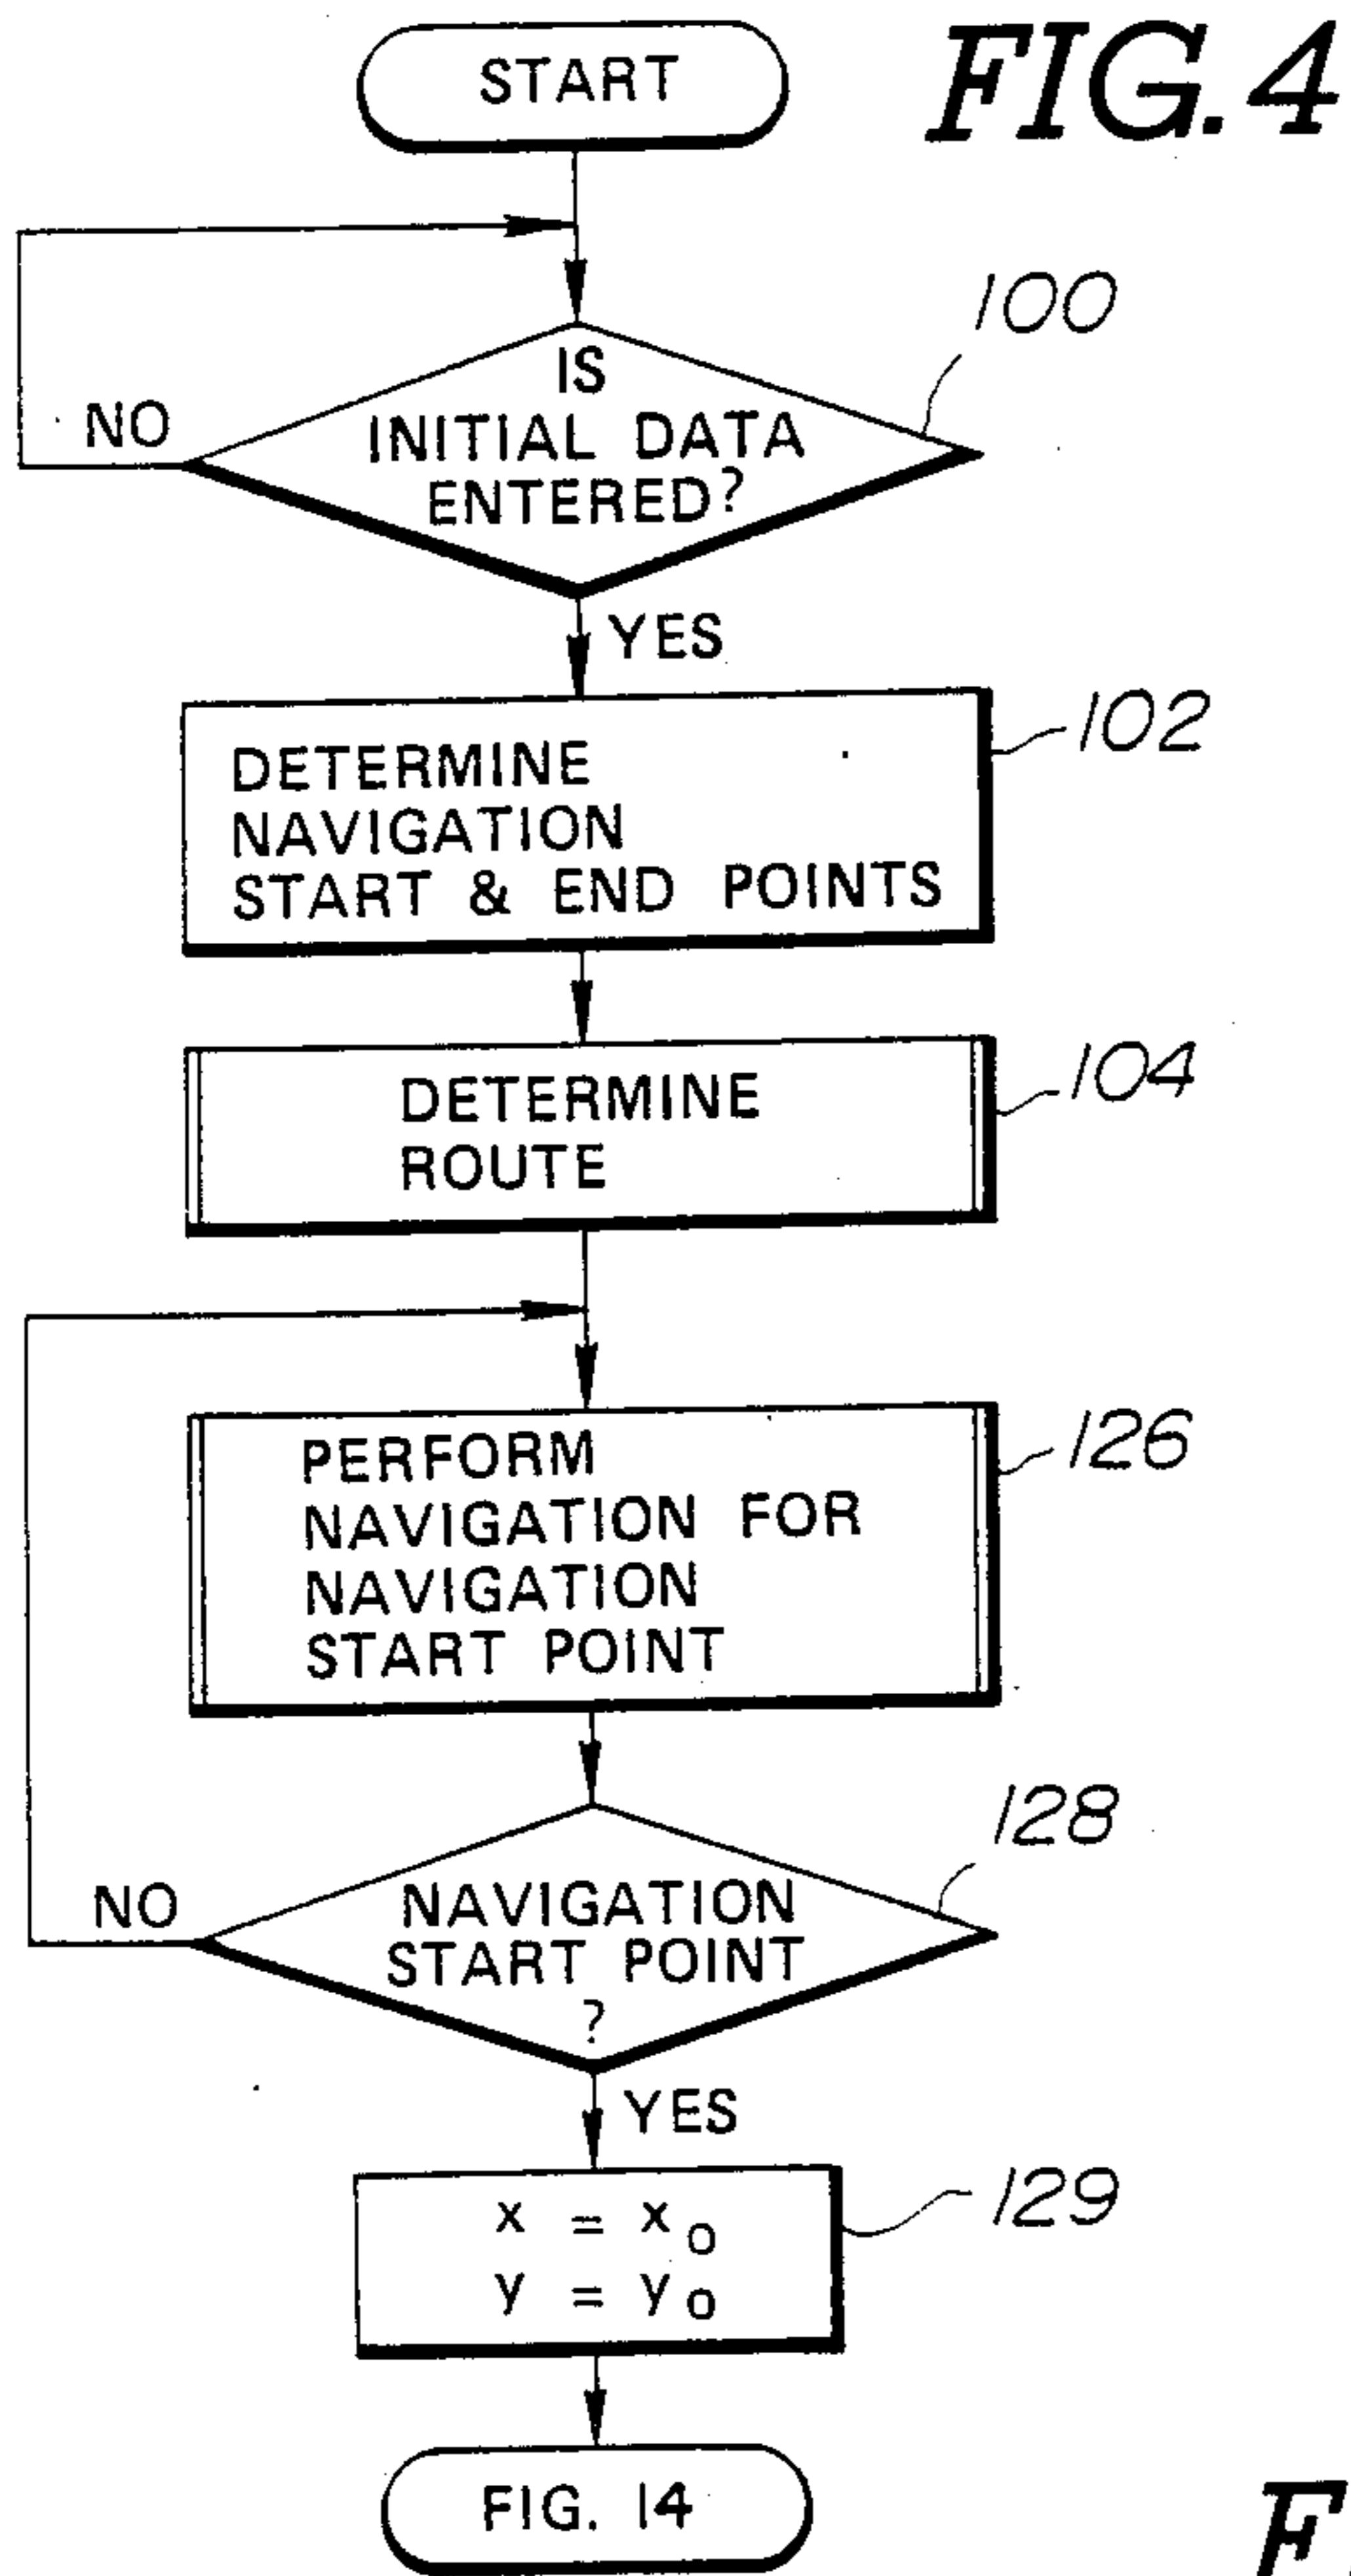 FIG. 4
START
100
IS
INITIAL DATA
ENTERED?
NO
YES
102
DETERMINE
NAVIGATION
START & END POINTS
104
DETERMINE
ROUTE
126
PERFORM
NAVIGATION FOR
NAVIGATION
START POINT
128
NAVIGATION
START POINT
?
NO
YES
129
x = x₀
y = y₀
FIG. 14